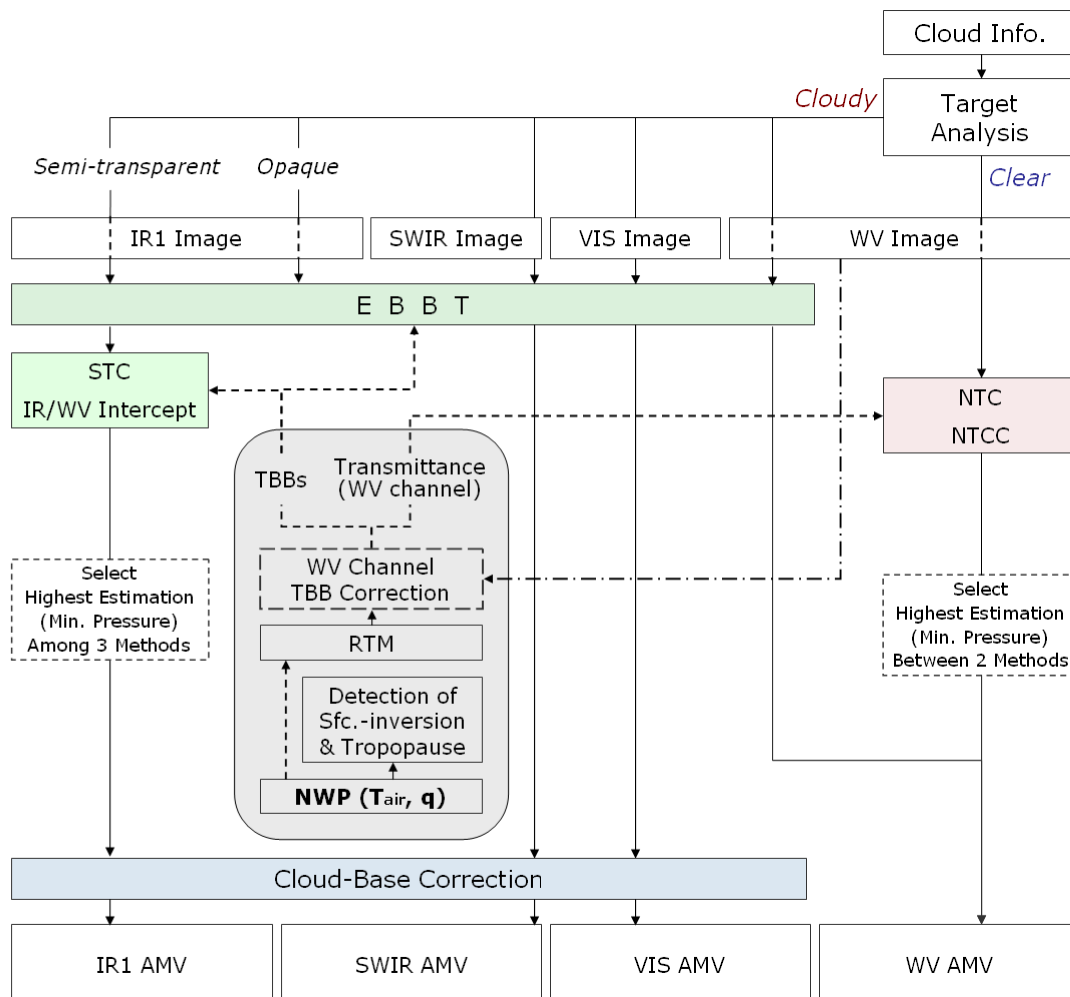 Cloud Info.
Cloudy
Target
Analysis
Semi-transparent
Opaque
Clear
IR1 Image
SWIR Image
VIS Image
WV Image
E B B T
STC
IR/WV Intercept
NTC
NTCC
TBBs
Transmittance
(WV channel)
WV Channel
TBB Correction
Select
Highest Estimation
(Min. Pressure)
Among 3 Methods
Select
Highest Estimation
(Min. Pressure)
Between 2 Methods
RTM
Detection of
Sfc.-inversion
& Tropopause
NWP (Tair, q)
Cloud-Base Correction
IR1 AMV
SWIR AMV
VIS AMV
WV AMV